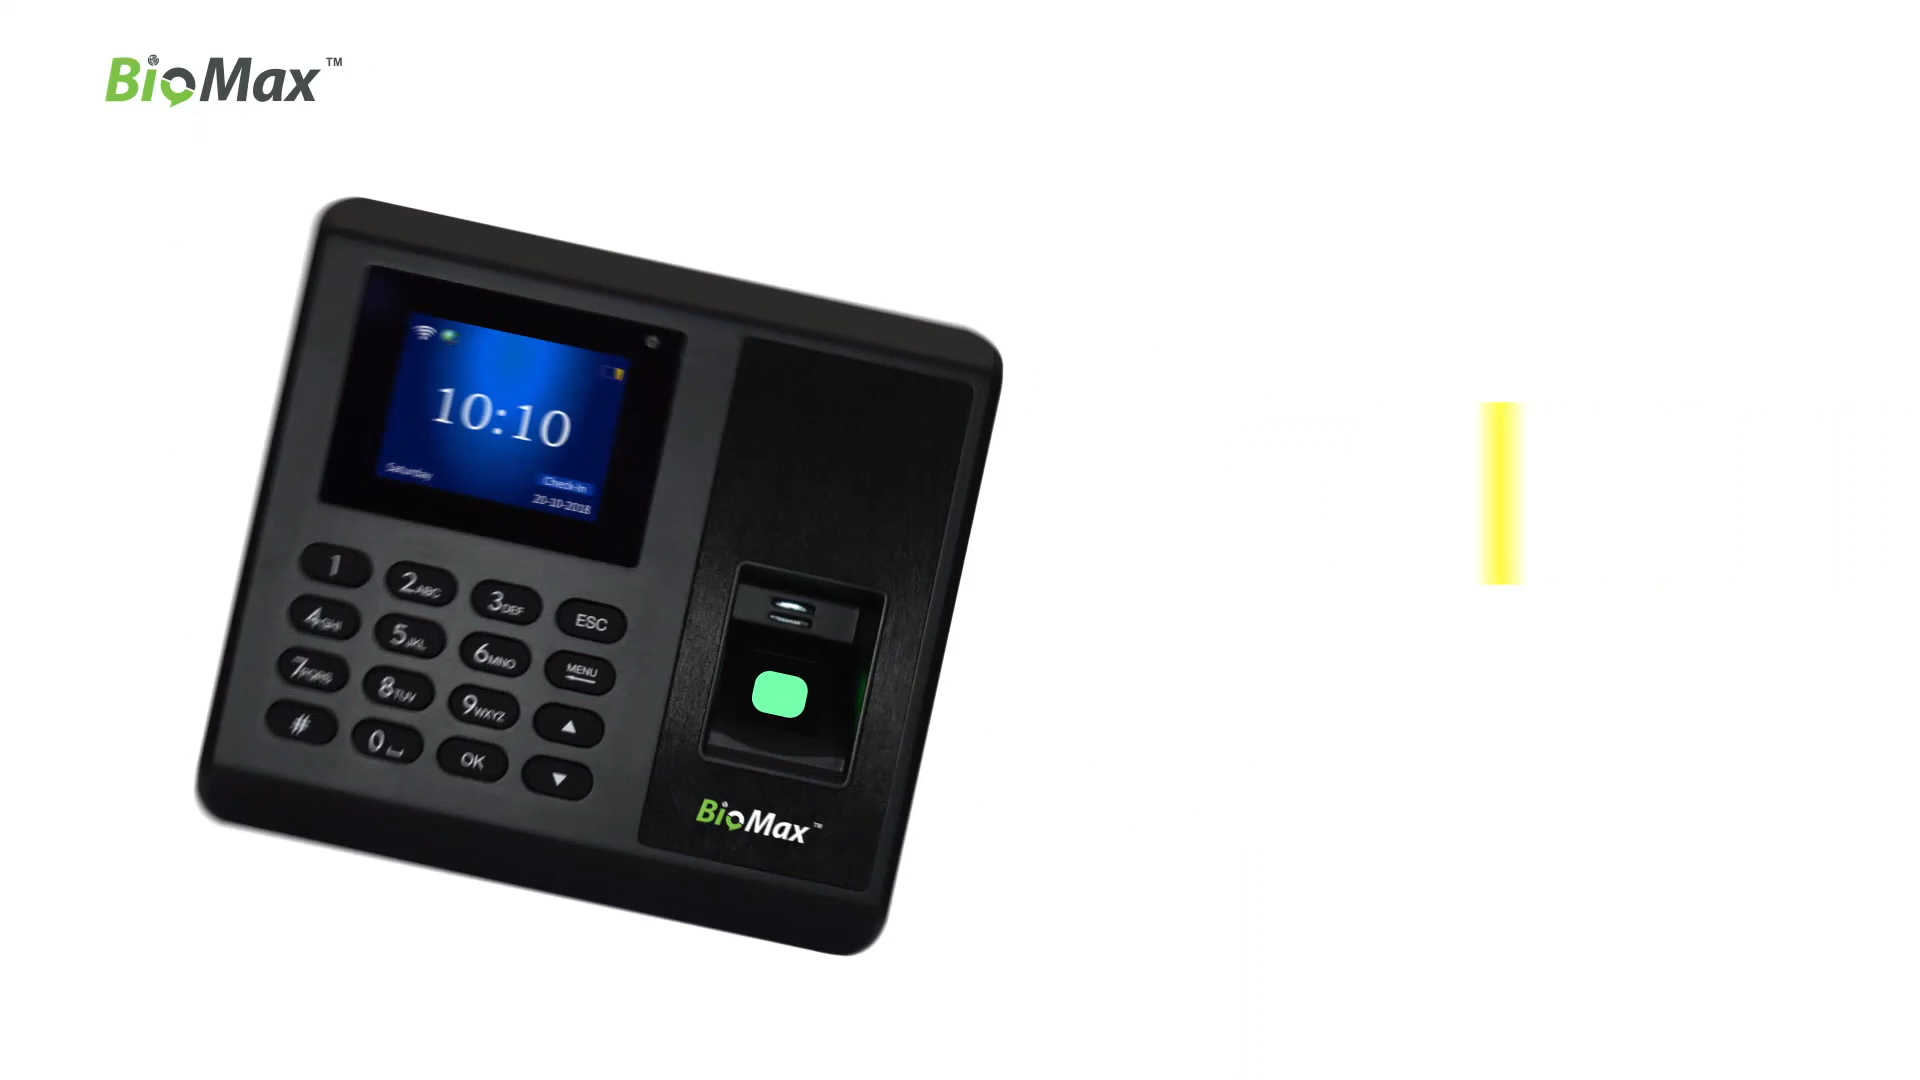 BioMax™
10:10
Saturday
Check-In
20-10-2018
1
2ABC
3DEF
ESC
4GHI
5JKL
6MNO
MENU
7PQRS
8TUV
9WXYZ
#
0
OK
BioMax™